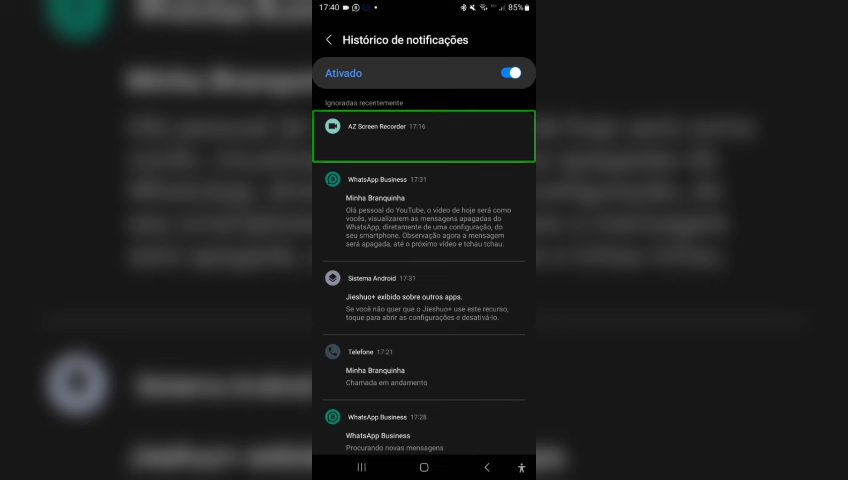 17:40
85%
Histórico de notificações
Ativado
Ignoradas recentemente
AZ Screen Recorder 17:16
WhatsApp Business 17:31
Minha Branquinha
Olá pessoal do YouTube, o vídeo de hoje será como
vocês, visualizarem as mensagens apagadas do
WhatsApp, diretamente de uma configuração, do
seu smartphone. Observação agora a mensagem
será apagada, até o próximo vídeo e tchau tchau.
Sistema Android 17:31
Jieshuo+ exibido sobre outros apps.
Se você não quer que o Jieshuo+ use este recurso,
toque para abrir as configurações e desativá-lo.
Telefone 17:21
Minha Branquinha
Chamada em andamento
WhatsApp Business 17:28
WhatsApp Business
Procurando novas mensagens